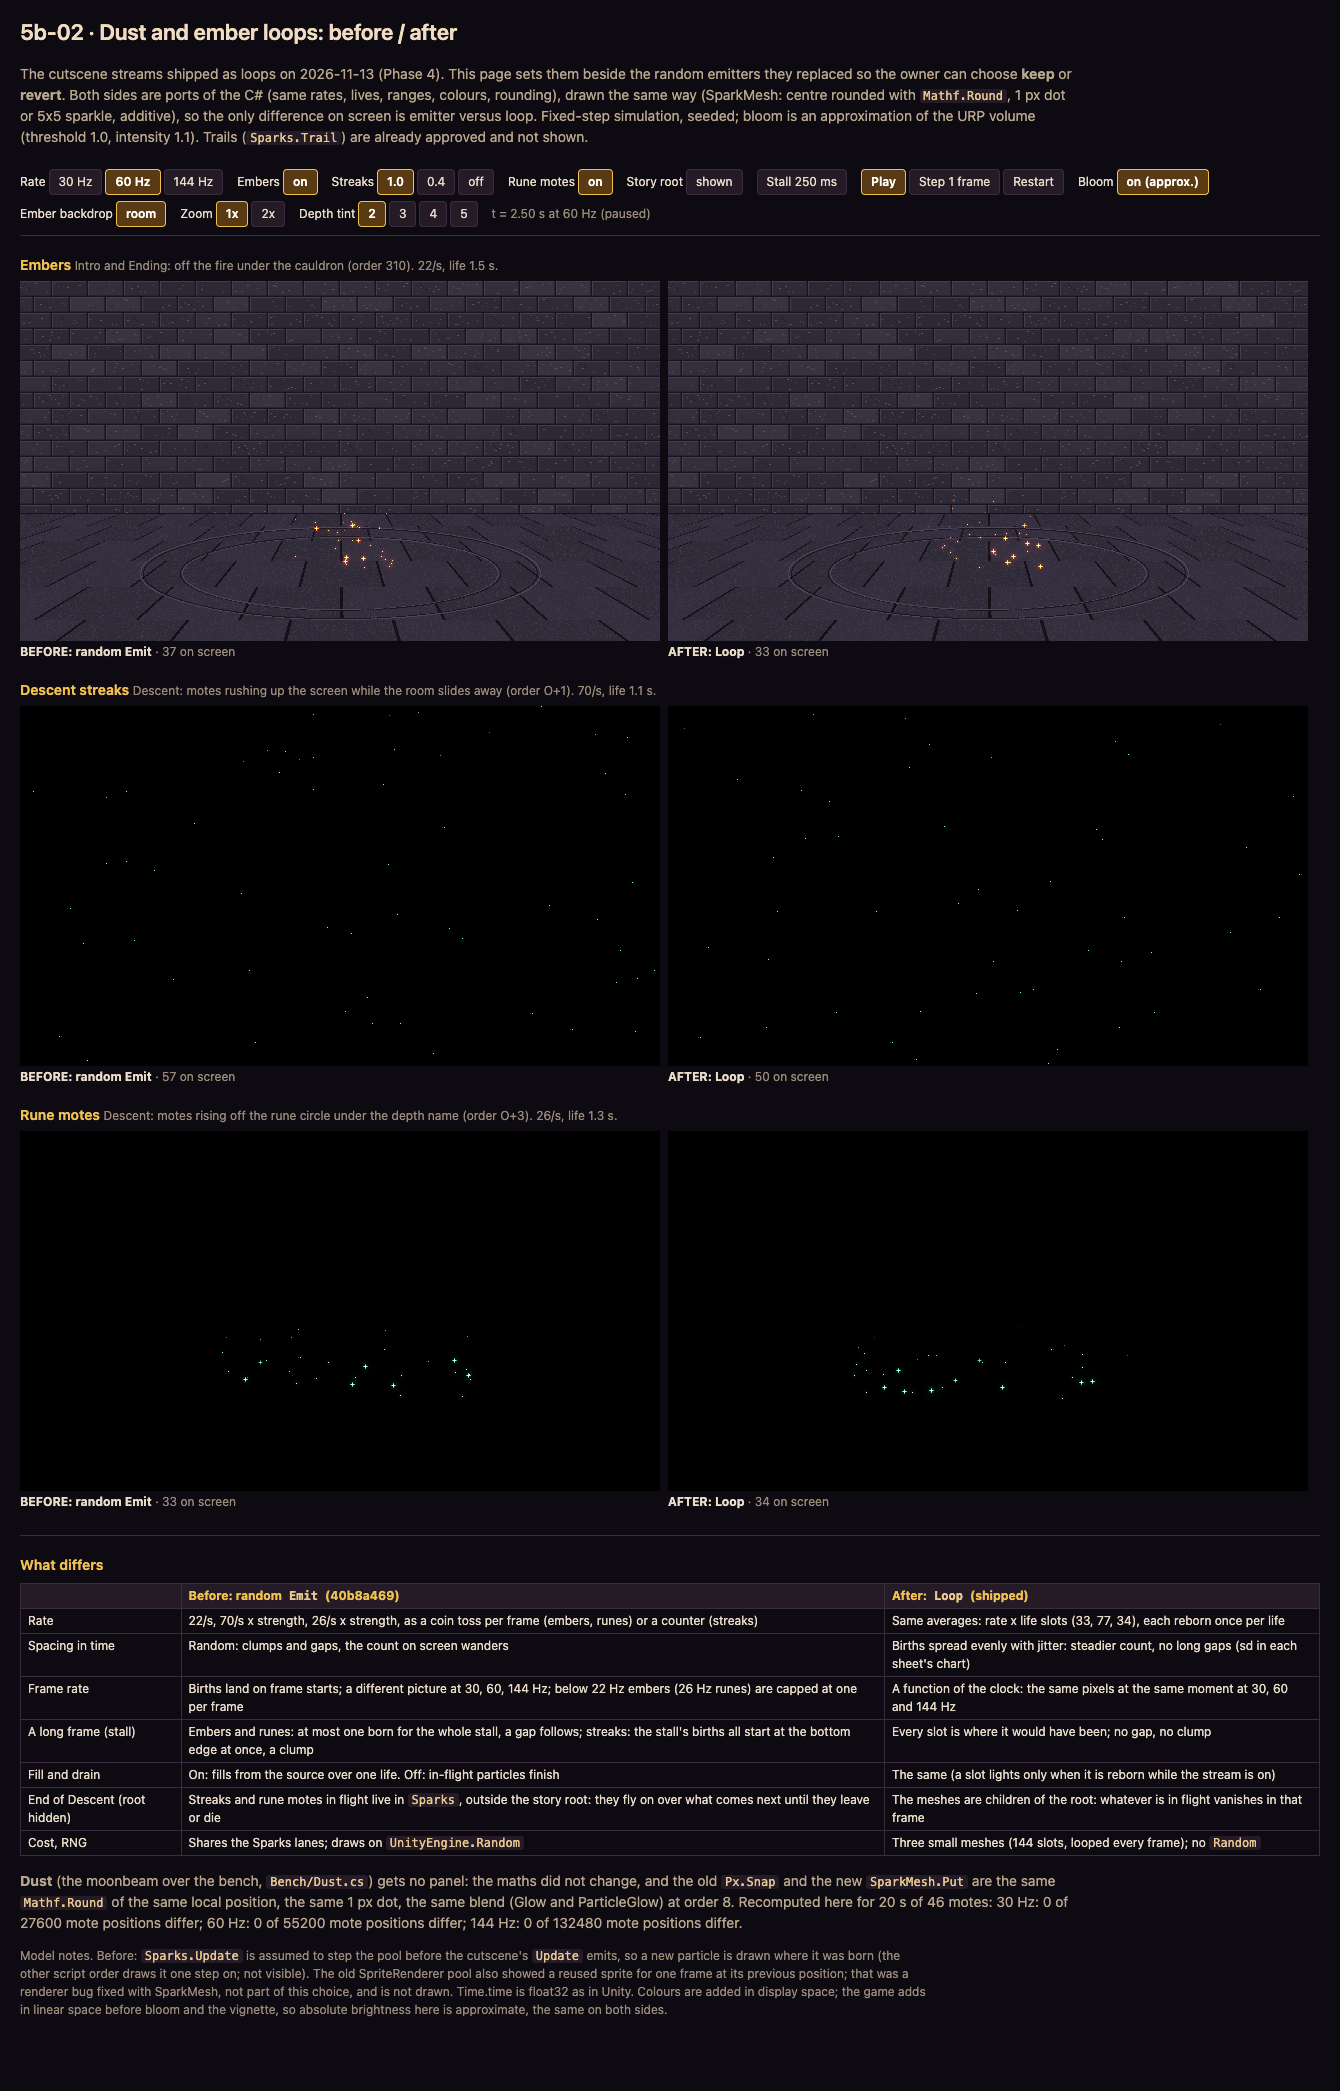 5b-02 · Dust and ember loops: before / after
The cutscene streams shipped as loops on 2026-11-13 (Phase 4). This page sets them beside the random emitters they replaced so the owner can choose keep or
revert. Both sides are ports of the C# (same rates, lives, ranges, colours, rounding), drawn the same way (SparkMesh: centre rounded with Mathf.Round, 1 px dot
or 5x5 sparkle, additive), so the only difference on screen is emitter versus loop. Fixed-step simulation, seeded; bloom is an approximation of the URP volume
(threshold 1.0, intensity 1.1). Trails (Sparks.Trail) are already approved and not shown.
Rate 30 Hz 60 Hz 144 Hz Embers on Streaks 1.0 0.4 off Rune motes on Story root shown Stall 250 ms Play Step 1 frame Restart Bloom on (approx.)
Ember backdrop room Zoom 1x 2x Depth tint 2 3 4 5 t = 2.50 s at 60 Hz (paused)
Embers Intro and Ending: off the fire under the cauldron (order 310). 22/s, life 1.5 s.
BEFORE: random Emit · 37 on screen
AFTER: Loop · 33 on screen
Descent streaks Descent: motes rushing up the screen while the room slides away (order O+1). 70/s, life 1.1 s.
BEFORE: random Emit · 57 on screen
AFTER: Loop · 50 on screen
Rune motes Descent: motes rising off the rune circle under the depth name (order O+3). 26/s, life 1.3 s.
BEFORE: random Emit · 33 on screen
AFTER: Loop · 34 on screen
What differs
Before: random Emit (40b8a469)
After: Loop (shipped)
Rate
22/s, 70/s x strength, 26/s x strength, as a coin toss per frame (embers, runes) or a counter (streaks)
Same averages: rate x life slots (33, 77, 34), each reborn once per life
Spacing in time
Random: clumps and gaps, the count on screen wanders
Births spread evenly with jitter: steadier count, no long gaps (sd in each
sheet's chart)
Frame rate
Births land on frame starts; a different picture at 30, 60, 144 Hz; below 22 Hz embers (26 Hz runes) are capped at one
per frame
A function of the clock: the same pixels at the same moment at 30, 60
and 144 Hz
A long frame (stall)
Embers and runes: at most one born for the whole stall, a gap follows; streaks: the stall's births all start at the bottom
edge at once, a clump
Every slot is where it would have been; no gap, no clump
Fill and drain
On: fills from the source over one life. Off: in-flight particles finish
The same (a slot lights only when it is reborn while the stream is on)
End of Descent (root
hidden)
Streaks and rune motes in flight live in Sparks, outside the story root: they fly on over what comes next until they leave
or die
The meshes are children of the root: whatever is in flight vanishes in that
frame
Cost, RNG
Shares the Sparks lanes; draws on UnityEngine.Random
Three small meshes (144 slots, looped every frame); no Random
Dust (the moonbeam over the bench, Bench/Dust.cs) gets no panel: the maths did not change, and the old Px.Snap and the new SparkMesh.Put are the same
Mathf.Round of the same local position, the same 1 px dot, the same blend (Glow and ParticleGlow) at order 8. Recomputed here for 20 s of 46 motes: 30 Hz: 0 of
27600 mote positions differ; 60 Hz: 0 of 55200 mote positions differ; 144 Hz: 0 of 132480 mote positions differ.
Model notes. Before: Sparks.Update is assumed to step the pool before the cutscene's Update emits, so a new particle is drawn where it was born (the
other script order draws it one step on; not visible). The old SpriteRenderer pool also showed a reused sprite for one frame at its previous position; that was a
renderer bug fixed with SparkMesh, not part of this choice, and is not drawn. Time.time is float32 as in Unity. Colours are added in display space; the game adds
in linear space before bloom and the vignette, so absolute brightness here is approximate, the same on both sides.